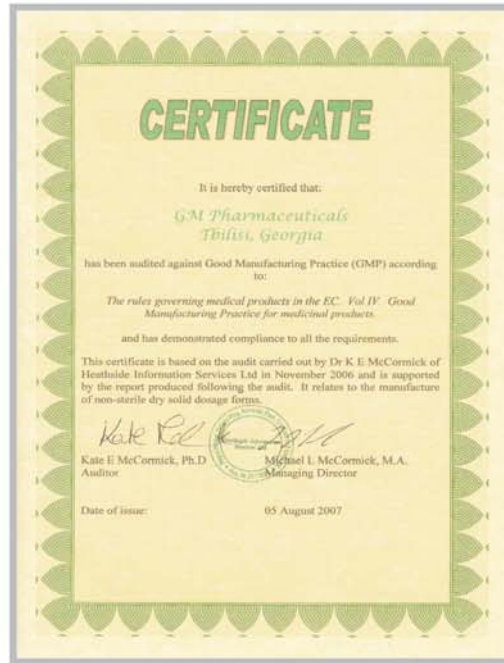 CERTIFICATE
It is hereby certified that:
GM Pharmaceuticals
Tbilisi, Georgia
has been audited against Good Manufacturing Practice (GMP) according
to:
The rules governing medical products in the EC. Vol IV. Good
Manufacturing Practice for medicinal products.
and has demonstrated compliance to all the requirements.
This certificate is based on the audit carried out by Dr K E McCormick of
Heathside Information Services Ltd in November 2006 and is supported
by the report produced following the audit. It relates to the manufacture
of non-sterile dry solid dosage forms.
Kate E McCormick, Ph.D
Michael L McCormick, M.A.
Auditor
Managing Director
Date of issue:
05 August 2007